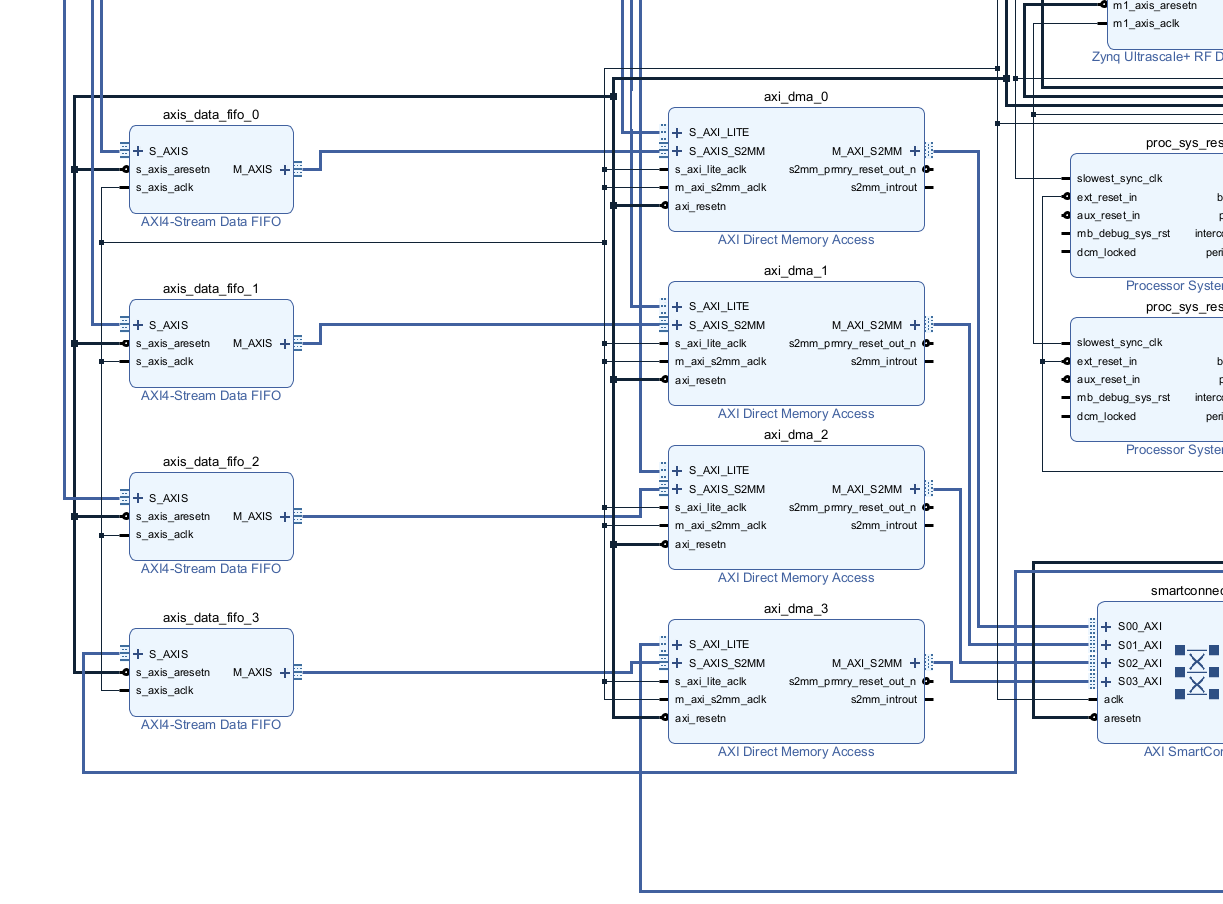 m1_axis_aresetn
m1_axis_aclk
Zynq Ultrascale+ RF D
axis_data_fifo_0
S_AXIS
s_axis_aresetn
M_AXIS
s_axis_aclk
AXI4-Stream Data FIFO
axi_dma_0
S_AXI_LITE
S_AXIS_S2MM
M_AXI_S2MM
s_axi_lite_aclk
s2mm_prmry_reset_out_n
m_axi_s2mm_aclk
s2mm_introut
axi_resetn
AXI Direct Memory Access
proc_sys_res
slowest_sync_clk
ext_reset_in
b
aux_reset_in
p
mb_debug_sys_rst
interco
dcm_locked
peri
Processor System
axis_data_fifo_1
S_AXIS
s_axis_aresetn
M_AXIS
s_axis_aclk
AXI4-Stream Data FIFO
axi_dma_1
S_AXI_LITE
S_AXIS_S2MM
M_AXI_S2MM
s_axi_lite_aclk
s2mm_prmry_reset_out_n
m_axi_s2mm_aclk
s2mm_introut
axi_resetn
AXI Direct Memory Access
proc_sys_res
slowest_sync_clk
ext_reset_in
b
aux_reset_in
p
mb_debug_sys_rst
interco
dcm_locked
peri
Processor System
axis_data_fifo_2
S_AXIS
s_axis_aresetn
M_AXIS
s_axis_aclk
AXI4-Stream Data FIFO
axi_dma_2
S_AXI_LITE
S_AXIS_S2MM
M_AXI_S2MM
s_axi_lite_aclk
s2mm_prmry_reset_out_n
m_axi_s2mm_aclk
s2mm_introut
axi_resetn
AXI Direct Memory Access
axis_data_fifo_3
S_AXIS
s_axis_aresetn
M_AXIS
s_axis_aclk
AXI4-Stream Data FIFO
axi_dma_3
S_AXI_LITE
S_AXIS_S2MM
M_AXI_S2MM
s_axi_lite_aclk
s2mm_prmry_reset_out_n
m_axi_s2mm_aclk
s2mm_introut
axi_resetn
AXI Direct Memory Access
smartconnec
S00_AXI
S01_AXI
S02_AXI
S03_AXI
aclk
aresetn
AXI SmartCon